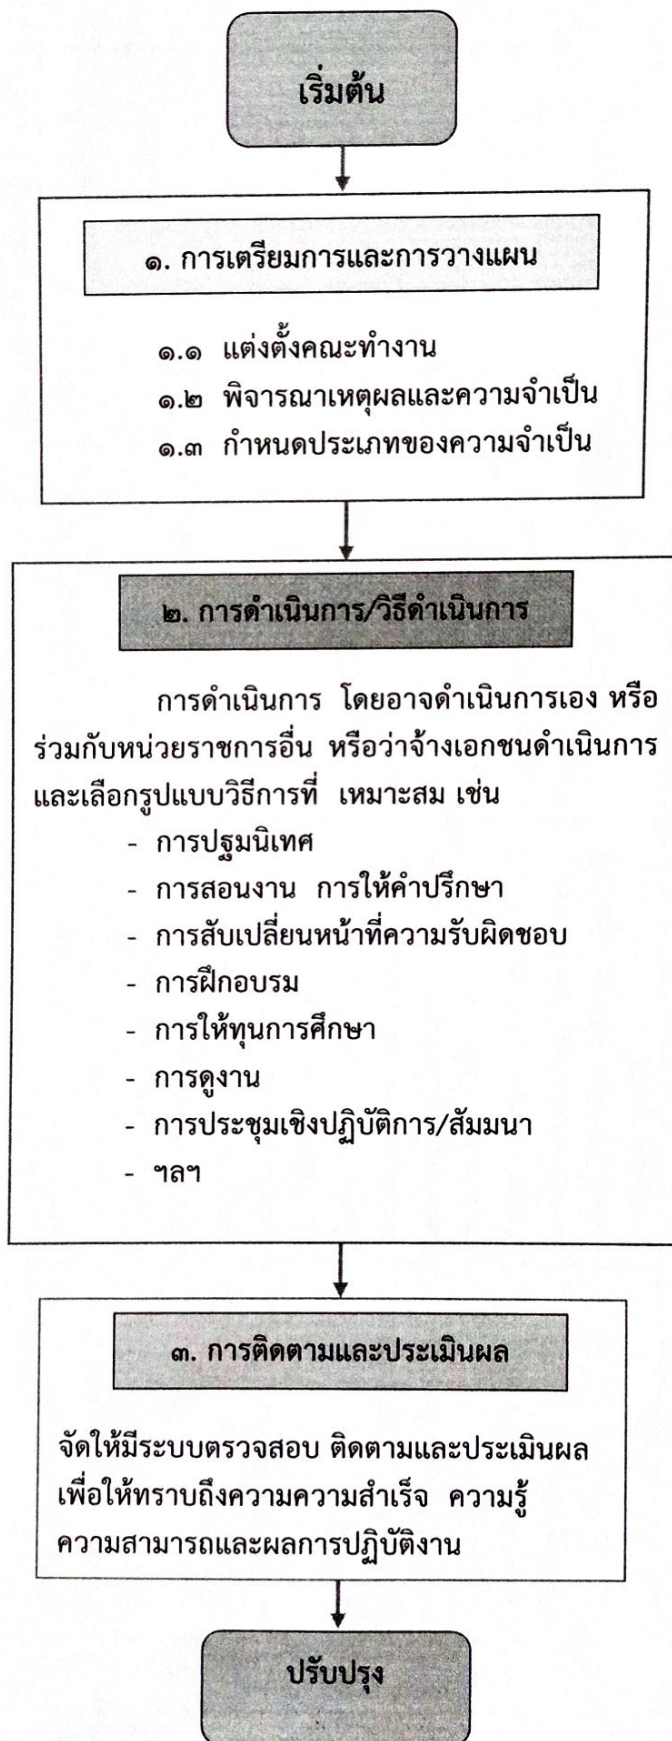 เริ่มต้น
๑. การเตรียมการและการวางแผน
๑.๑ แต่งตั้งคณะทำงาน
๑.๒ พิจารณาเหตุผลและความจำเป็น
๑.๓ กำหนดประเภทของความจำเป็น
๒. การดำเนินการ/วิธีดำเนินการ
การดำเนินการ โดยอาจดำเนินการเอง หรือ
ร่วมกับหน่วยราชการอื่น หรือว่าจ้างเอกชนดำเนินการ
และเลือกรูปแบบวิธีการที่ เหมาะสม เช่น
- การปฐมนิเทศ
- การสอนงาน การให้คำปรึกษา
- การสับเปลี่ยนหน้าที่ความรับผิดชอบ
- การฝึกอบรม
- การให้ทุนการศึกษา
- การดูงาน
- การประชุมเชิงปฏิบัติการ/สัมมนา
- ฯลฯ
๓. การติดตามและประเมินผล
จัดให้มีระบบตรวจสอบ ติดตามและประเมินผล
เพื่อให้ทราบถึงความความสำเร็จ ความรู้
ความสามารถและผลการปฏิบัติงาน
ปรับปรุง